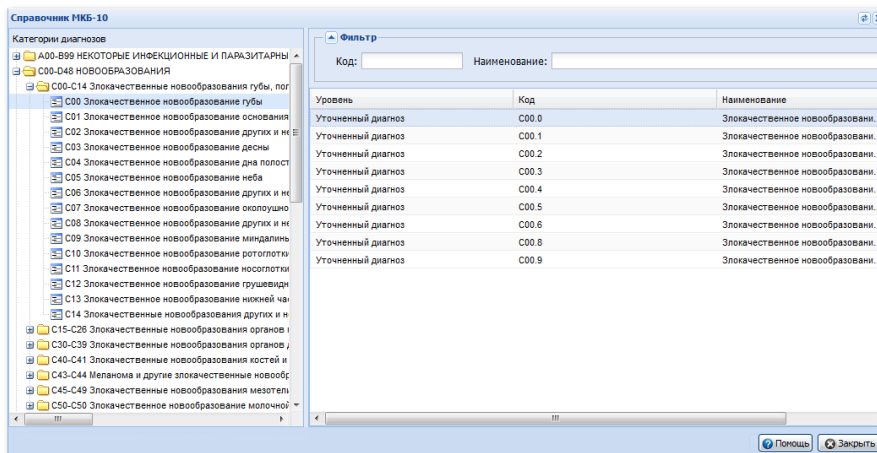 Справочник МКБ-10
Категории диагнозов
A00-B99 НЕКОТОРЫЕ ИНФЕКЦИОННЫЕ И ПАРАЗИТАРНЫ
C00-D48 НОВООБРАЗОВАНИЯ
C00-C14 Злокачественные новообразования губы, пол
C00 Злокачественное новообразование губы
C01 Злокачественное новообразование основания
C02 Злокачественное новообразование других и не
C03 Злокачественное новообразование десны
C04 Злокачественное новообразование дна полост
C05 Злокачественное новообразование неба
C06 Злокачественное новообразование других и не
C07 Злокачественное новообразование околоушно
C08 Злокачественное новообразование других и не
C09 Злокачественное новообразование миндалинь
C10 Злокачественное новообразование ротоглотки
C11 Злокачественное новообразование носоглотки
C12 Злокачественное новообразование грушевидн
C13 Злокачественное новообразование нижней час
C14 Злокачественные новообразования других и н
C15-C26 Злокачественные новообразования органов
C30-C39 Злокачественные новообразования органов
C40-C41 Злокачественные новообразования костей и
C43-C44 Меланома и другие злокачественные новообр
C45-C49 Злокачественные новообразования мезотели
C50-C50 Злокачественное новообразование молочной
Фильтр
Код: Наименование:
Уровень Код Наименование
Уточненный диагноз C00.0 Злокачественное новообразовани...
Уточненный диагноз C00.1 Злокачественное новообразовани...
Уточненный диагноз C00.2 Злокачественное новообразовани...
Уточненный диагноз C00.3 Злокачественное новообразовани...
Уточненный диагноз C00.4 Злокачественное новообразовани...
Уточненный диагноз C00.5 Злокачественное новообразовани...
Уточненный диагноз C00.6 Злокачественное новообразовани...
Уточненный диагноз C00.8 Злокачественное новообразовани...
Уточненный диагноз C00.9 Злокачественное новообразовани...
Помощь Закрыть